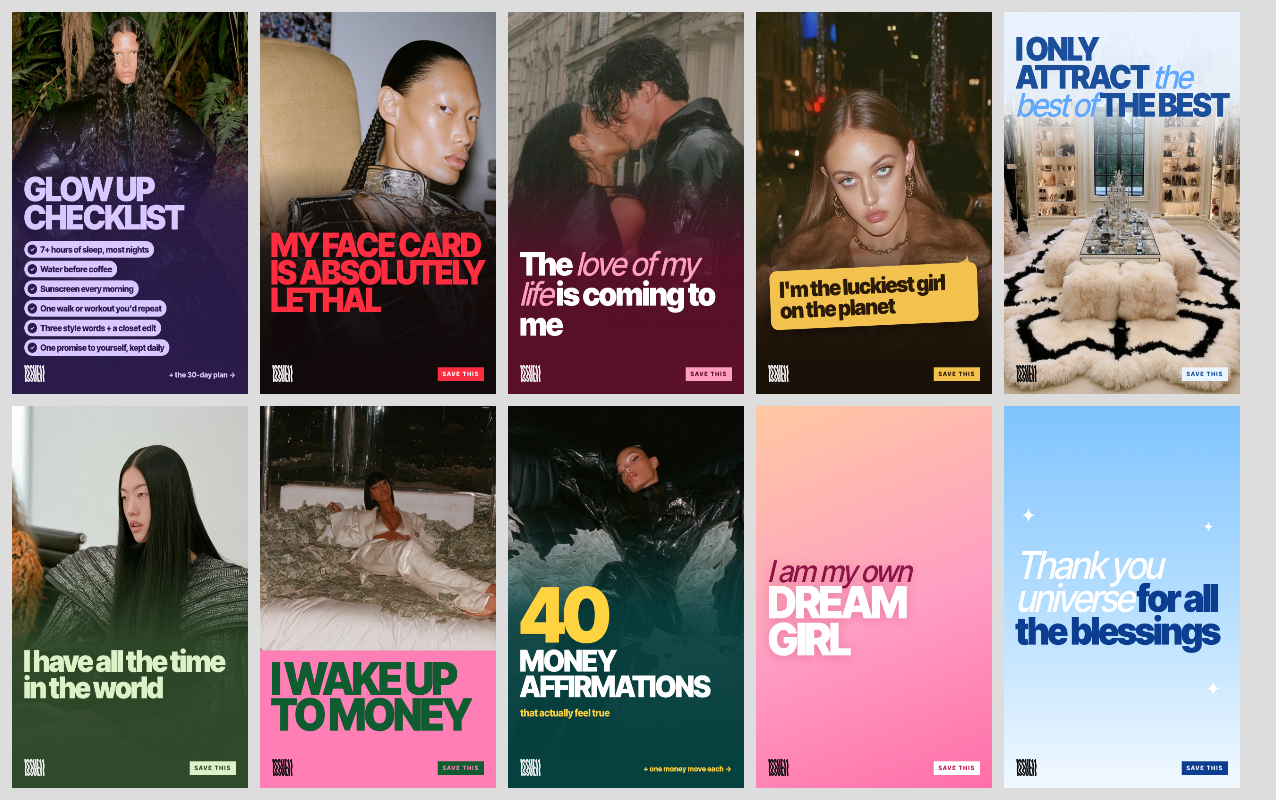 GLOW UP
CHECKLIST
7+ hours of sleep, most nights
Water before coffee
Sunscreen every morning
One walk or workout you'd repeat
Three style words + a closet edit
One promise to yourself, kept daily
+ the 30-day plan →
MY FACE CARD
IS ABSOLUTELY
LETHAL
SAVE THIS
The love of my
life is coming to
me
SAVE THIS
I'm the luckiest girl
on the planet
SAVE THIS
I ONLY
ATTRACT the
best of THE BEST
SAVE THIS
I have all the time
in the world
SAVE THIS
I WAKE UP
TO MONEY
SAVE THIS
40
MONEY
AFFIRMATIONS
that actually feel true
+ one money move each →
I am my own
DREAM
GIRL
SAVE THIS
Thank you
universe for all
the blessings
SAVE THIS